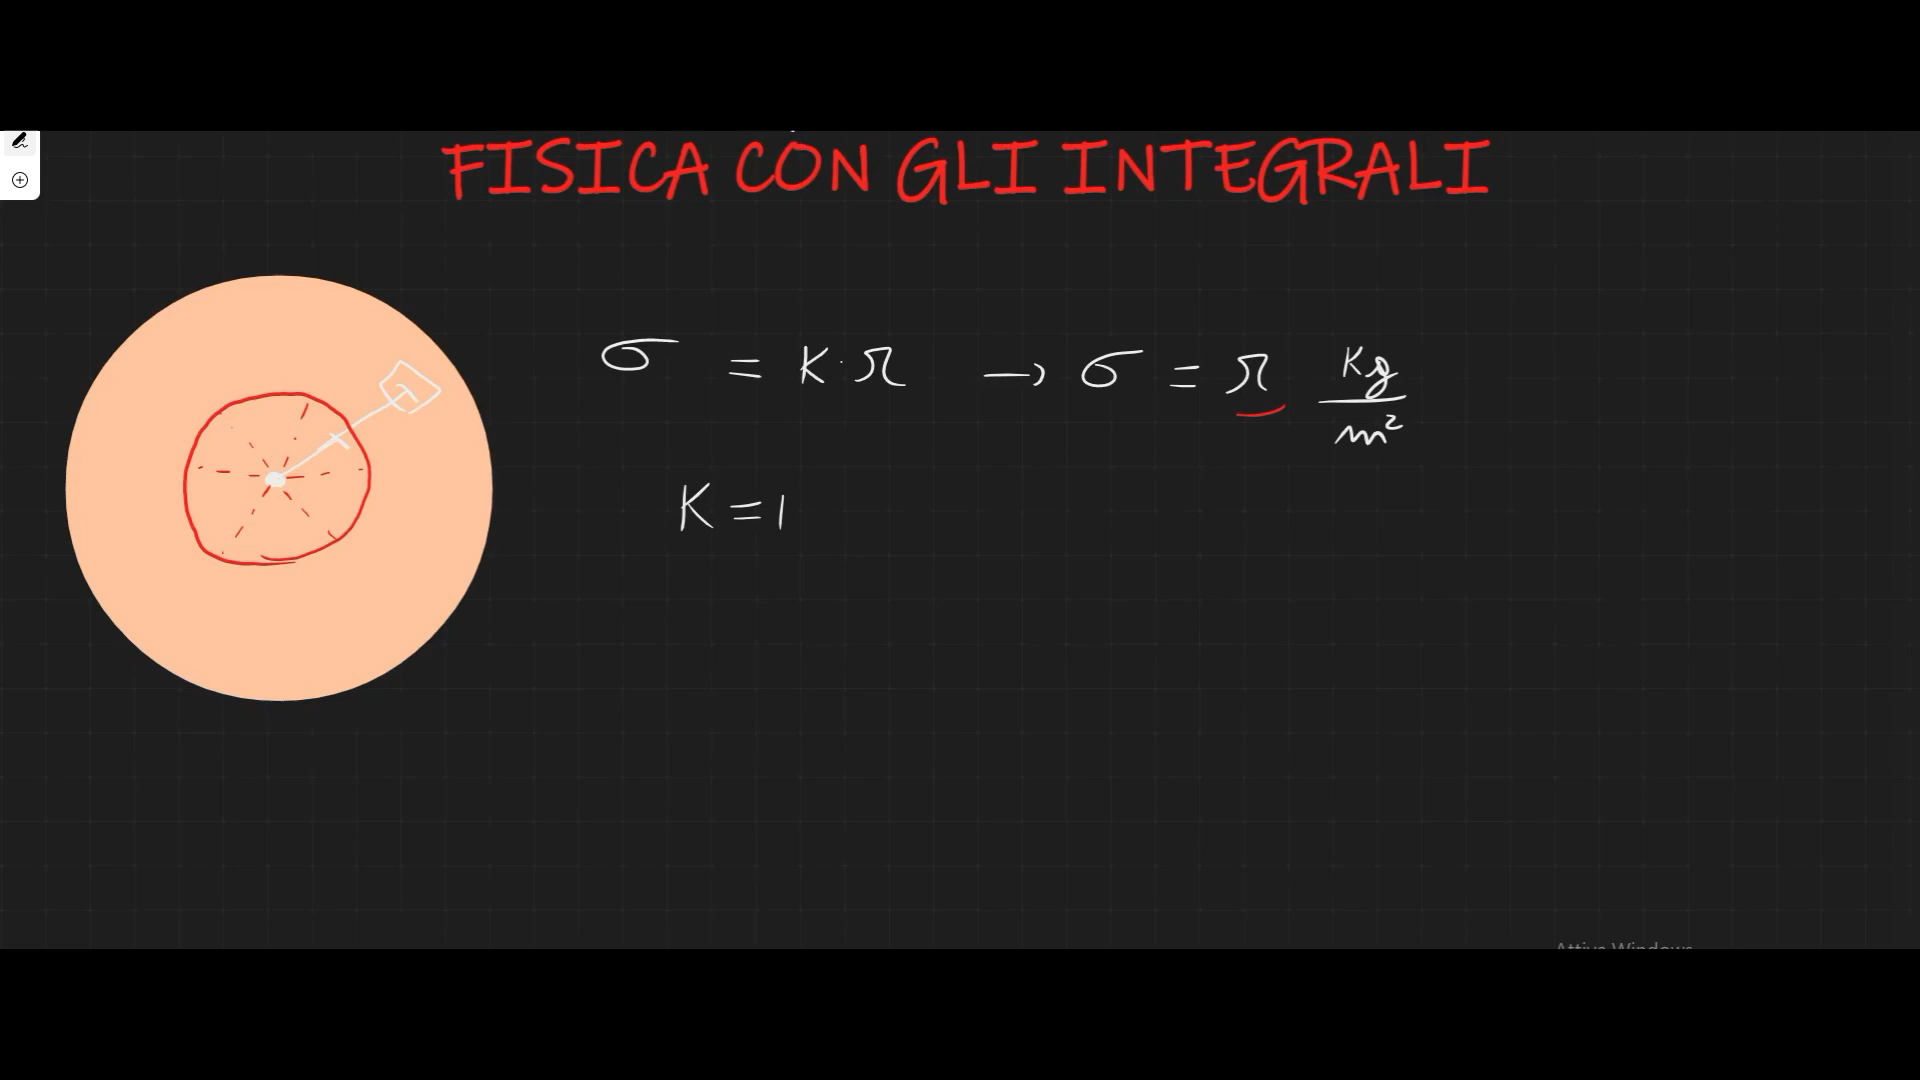 FISICA CON GLI INTEGRALI
σ = K · r → σ = r Kg/m²
K = 1